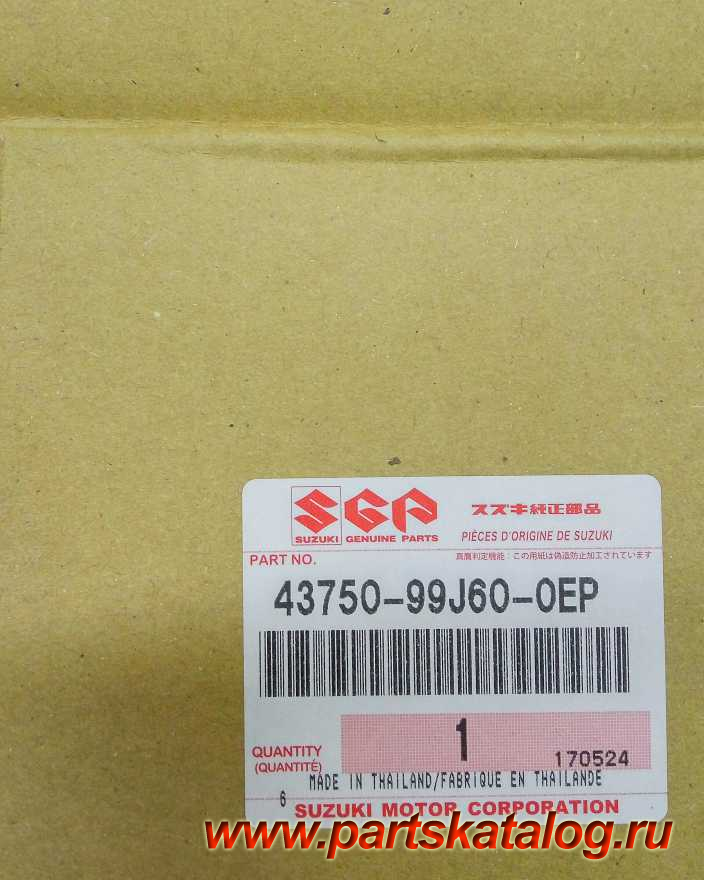 SGP
スズキ純正部品
SUZUKI GENUINE PARTS
PIÈCES D'ORIGINE DE SUZUKI
PART NO.
真贋判定機能:この用紙は偽造防止加工されています
43750-99J60-0EP
1
QUANTITY
(QUANTITÉ)
170524
MADE IN THAILAND/FABRIQUE EN THAILANDE
6
SUZUKI MOTOR CORPORATION
www.partskatalog.ru